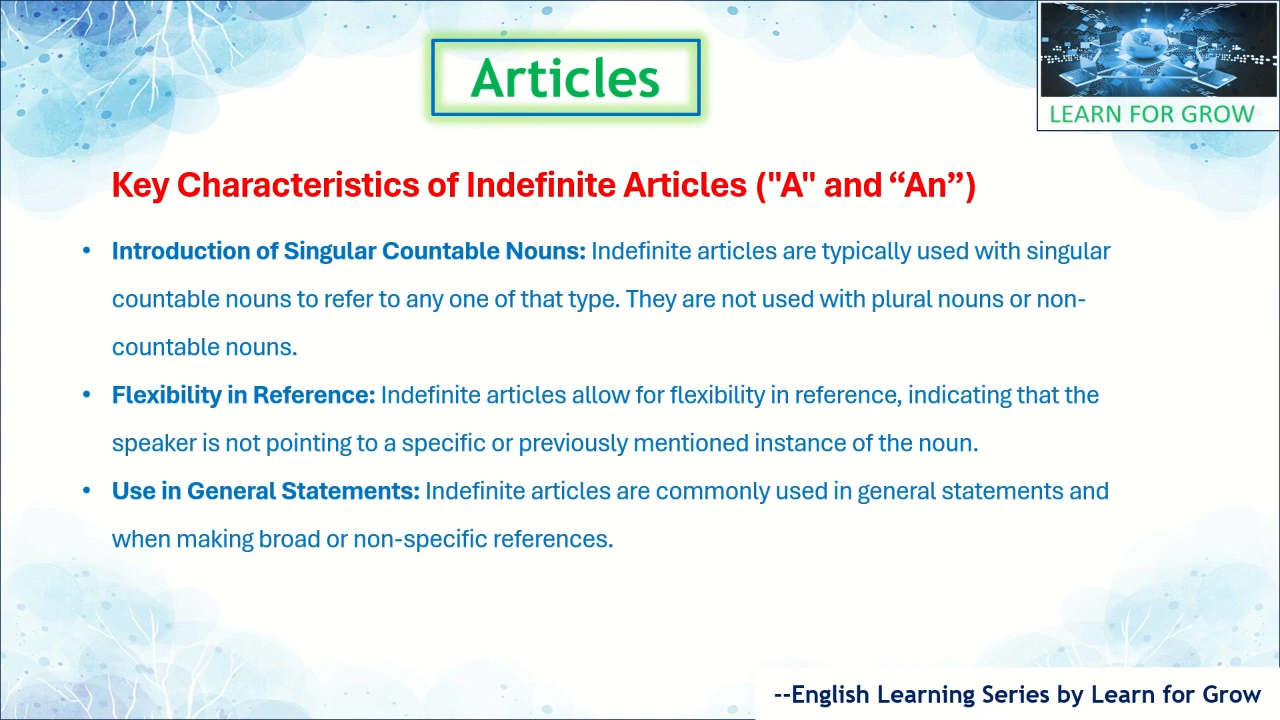 Articles
LEARN FOR GROW
Key Characteristics of Indefinite Articles ("A" and “An”)
• Introduction of Singular Countable Nouns: Indefinite articles are typically used with singular
countable nouns to refer to any one of that type. They are not used with plural nouns or non-
countable nouns.
• Flexibility in Reference: Indefinite articles allow for flexibility in reference, indicating that the
speaker is not pointing to a specific or previously mentioned instance of the noun.
• Use in General Statements: Indefinite articles are commonly used in general statements and
when making broad or non-specific references.
--English Learning Series by Learn for Grow